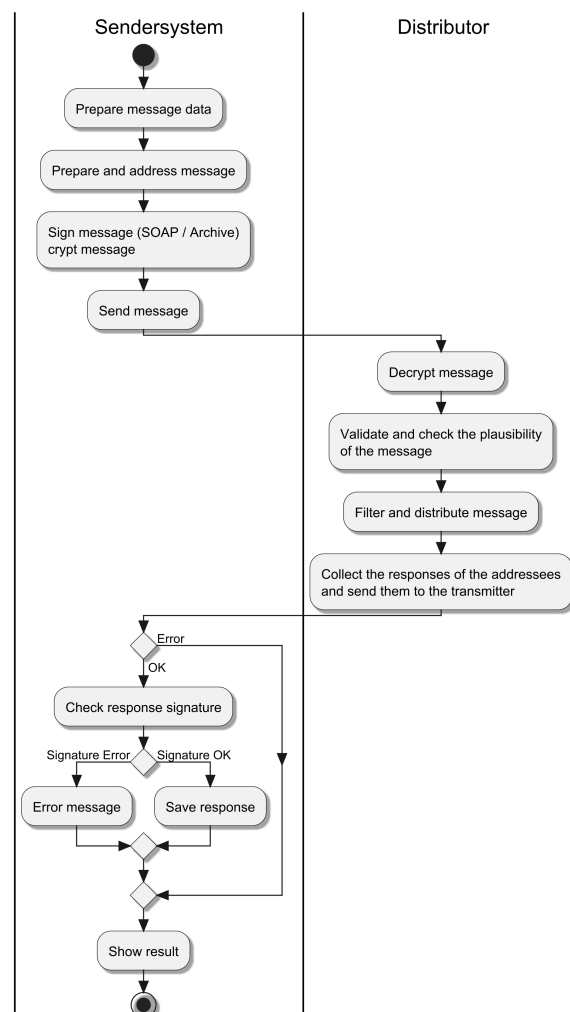 Sendersystem
Distributor
Prepare message data
Prepare and address message
Sign message (SOAP / Archive)
crypt message
Send message
Decrypt message
Validate and check the plausibility
of the message
Filter and distribute message
Collect the responses of the addressees
and send them to the transmitter
Error
OK
Check response signature
Signature Error
Signature OK
Error message
Save response
Show result